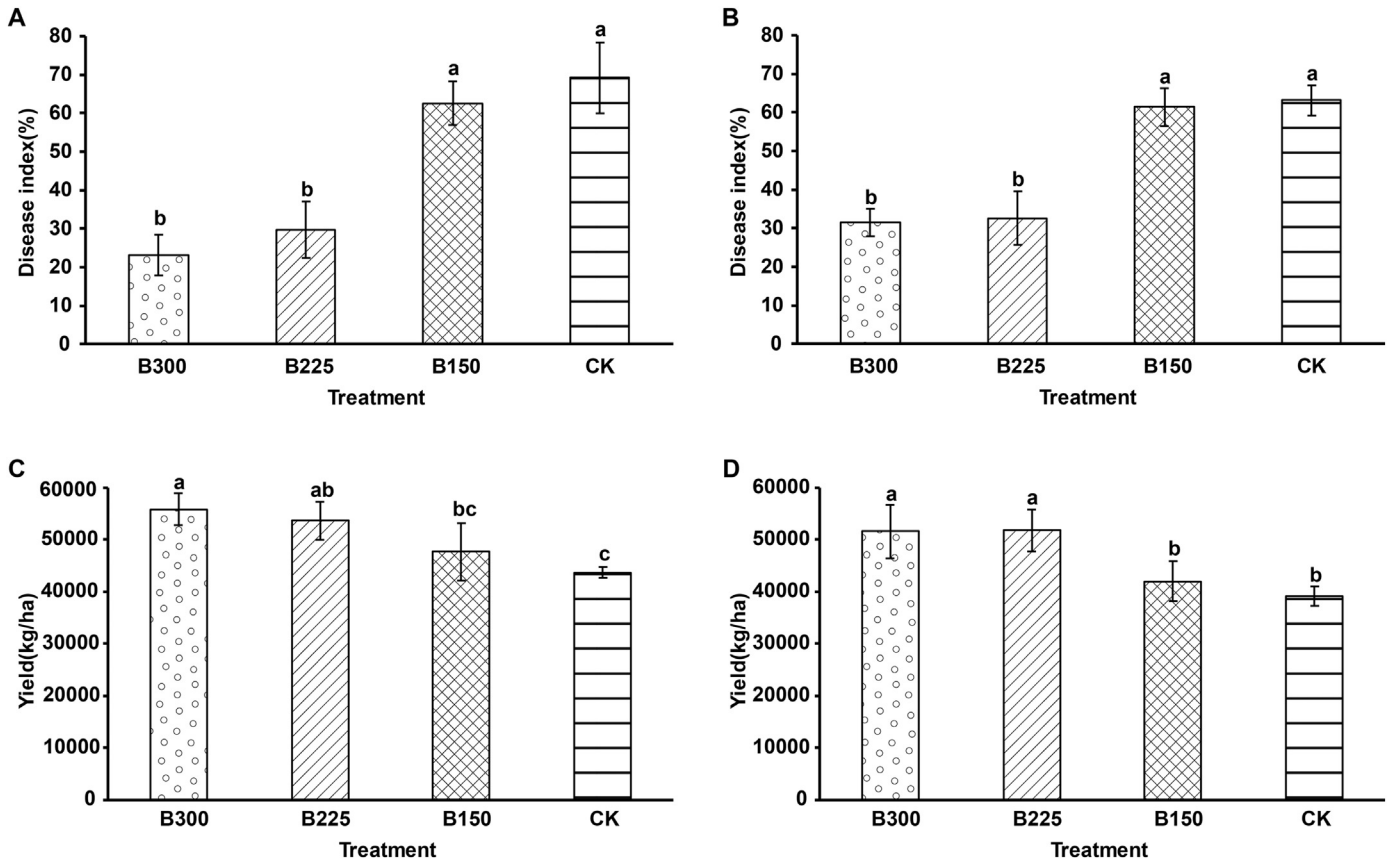 A
Disease index(%)
80
70
60
50
40
30
20
10
0
b
b
a
a
B300 B225 B150 CK
Treatment
B
Disease index(%)
80
70
60
50
40
30
20
10
0
b
b
a
a
B300 B225 B150 CK
Treatment
C
Yield(kg/ha)
60000
50000
40000
30000
20000
10000
0
a
ab
bc
c
B300 B225 B150 CK
Treatment
D
Yield(kg/ha)
60000
50000
40000
30000
20000
10000
0
a
a
b
b
B300 B225 B150 CK
Treatment